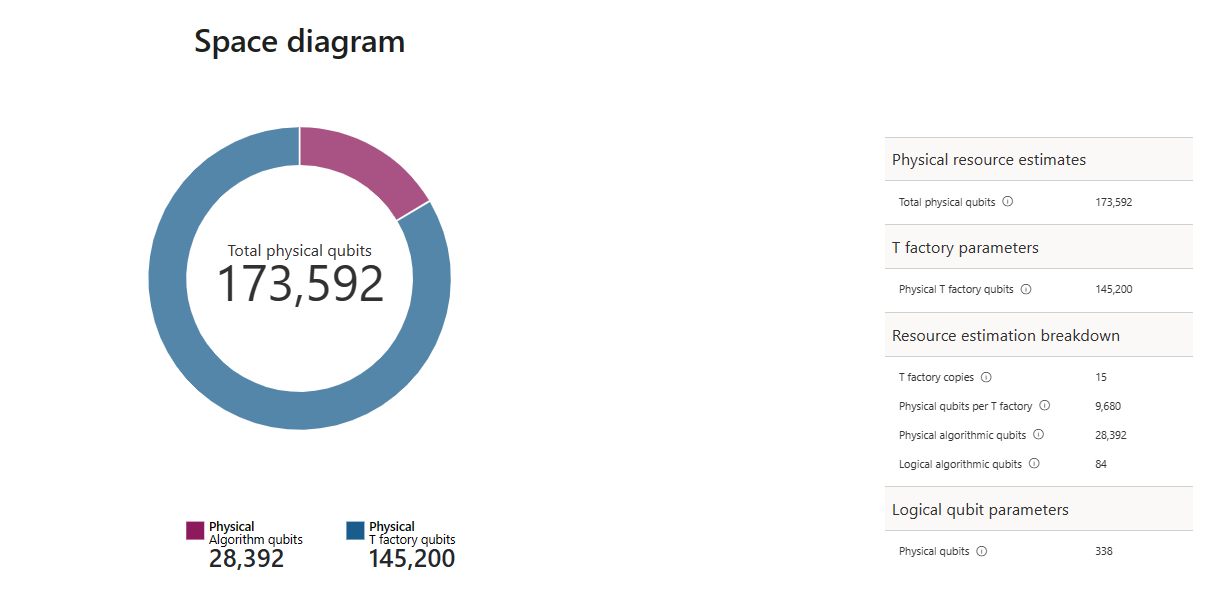 Space diagram
Total physical qubits
173,592
Physical
Algorithm qubits
28,392
Physical
T factory qubits
145,200
Physical resource estimates
Total physical qubits 173,592
T factory parameters
Physical T factory qubits 145,200
Resource estimation breakdown
T factory copies 15
Physical qubits per T factory 9,680
Physical algorithmic qubits 28,392
Logical algorithmic qubits 84
Logical qubit parameters
Physical qubits 338